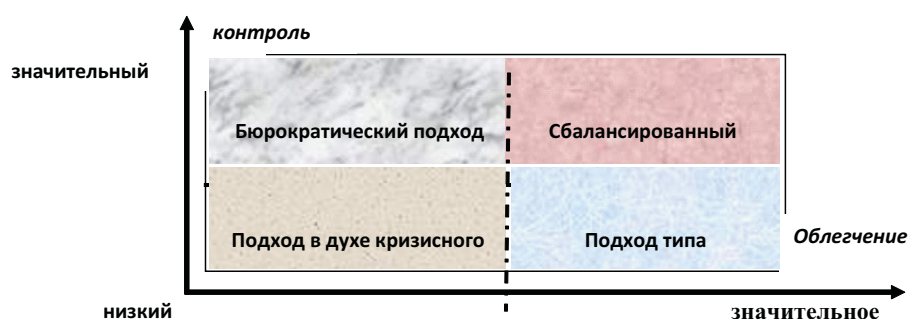 контроль
значительный
Бюрократический подход
Сбалансированный
Подход в духе кризисного
Подход типа
Облегчение
низкий
значительное